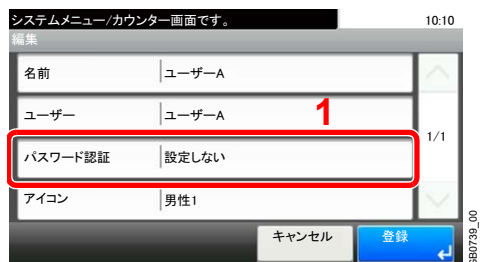 システムメニュー/カウンター画面です。 10:10
編集
名前 ユーザーA
ユーザー ユーザーA 1
1/1
パスワード認証 設定しない
アイコン 男性1
キャンセル 登録